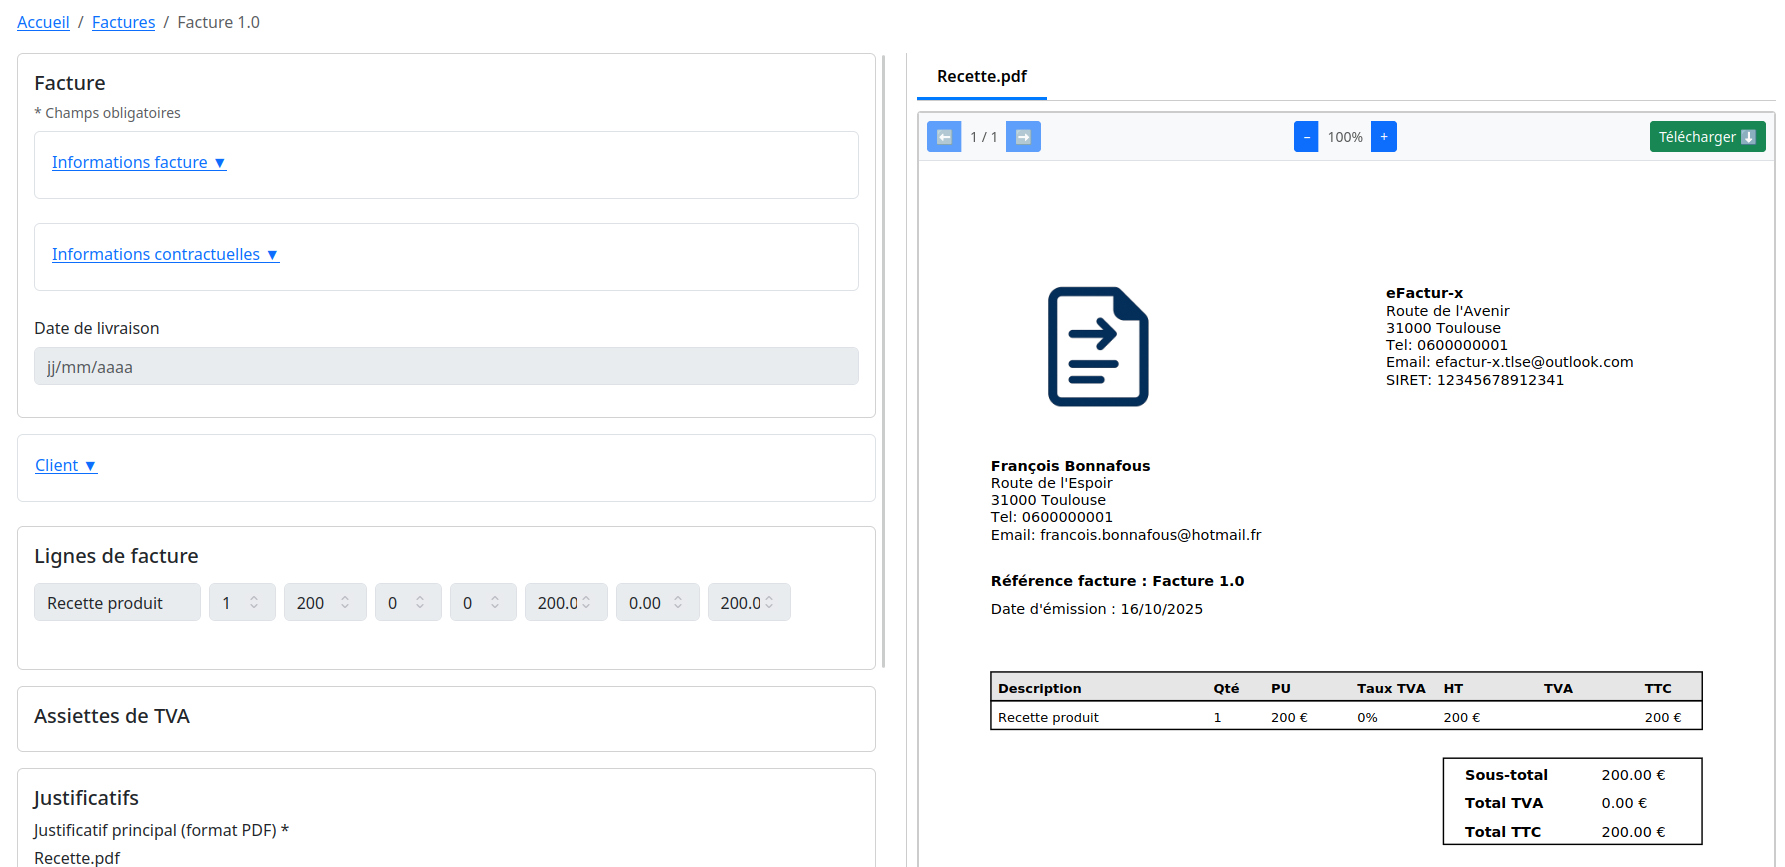 Accueil / Factures / Facture 1.0
Facture
* Champs obligatoires
Informations facture ▼
Informations contractuelles ▼
Date de livraison
jj/mm/aaaa
Client ▼
Lignes de facture
Recette produit 1 200 0 0 200.0 0.00 200.0
Assiettes de TVA
Justificatifs
Justificatif principal (format PDF) *
Recette.pdf
Recette.pdf
⬅ 1 / 1 ➡ − 100% + Télécharger ⬇
eFactur-x
Route de l'Avenir
31000 Toulouse
Tel: 0600000001
Email: efactur-x.tlse@outlook.com
SIRET: 12345678912341
François Bonnafous
Route de l'Espoir
31000 Toulouse
Tel: 0600000001
Email: francois.bonnafous@hotmail.fr
Référence facture : Facture 1.0
Date d'émission : 16/10/2025
Description Qté PU Taux TVA HT TVA TTC
Recette produit 1 200 € 0% 200 € 200 €
Sous-total 200.00 €
Total TVA 0.00 €
Total TTC 200.00 €